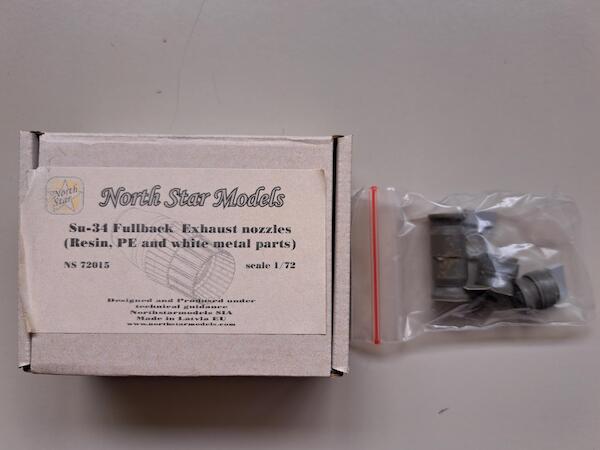 North
Star
North Star Models
Su-34 Fullback Exhaust nozzles
(Resin, PE and white metal parts)
NS 72015 scale 1/72
Designed and Prodused under
technical guidance
Northstarmodels SIA
Made in Latvia EU
www.northstarmodels.com